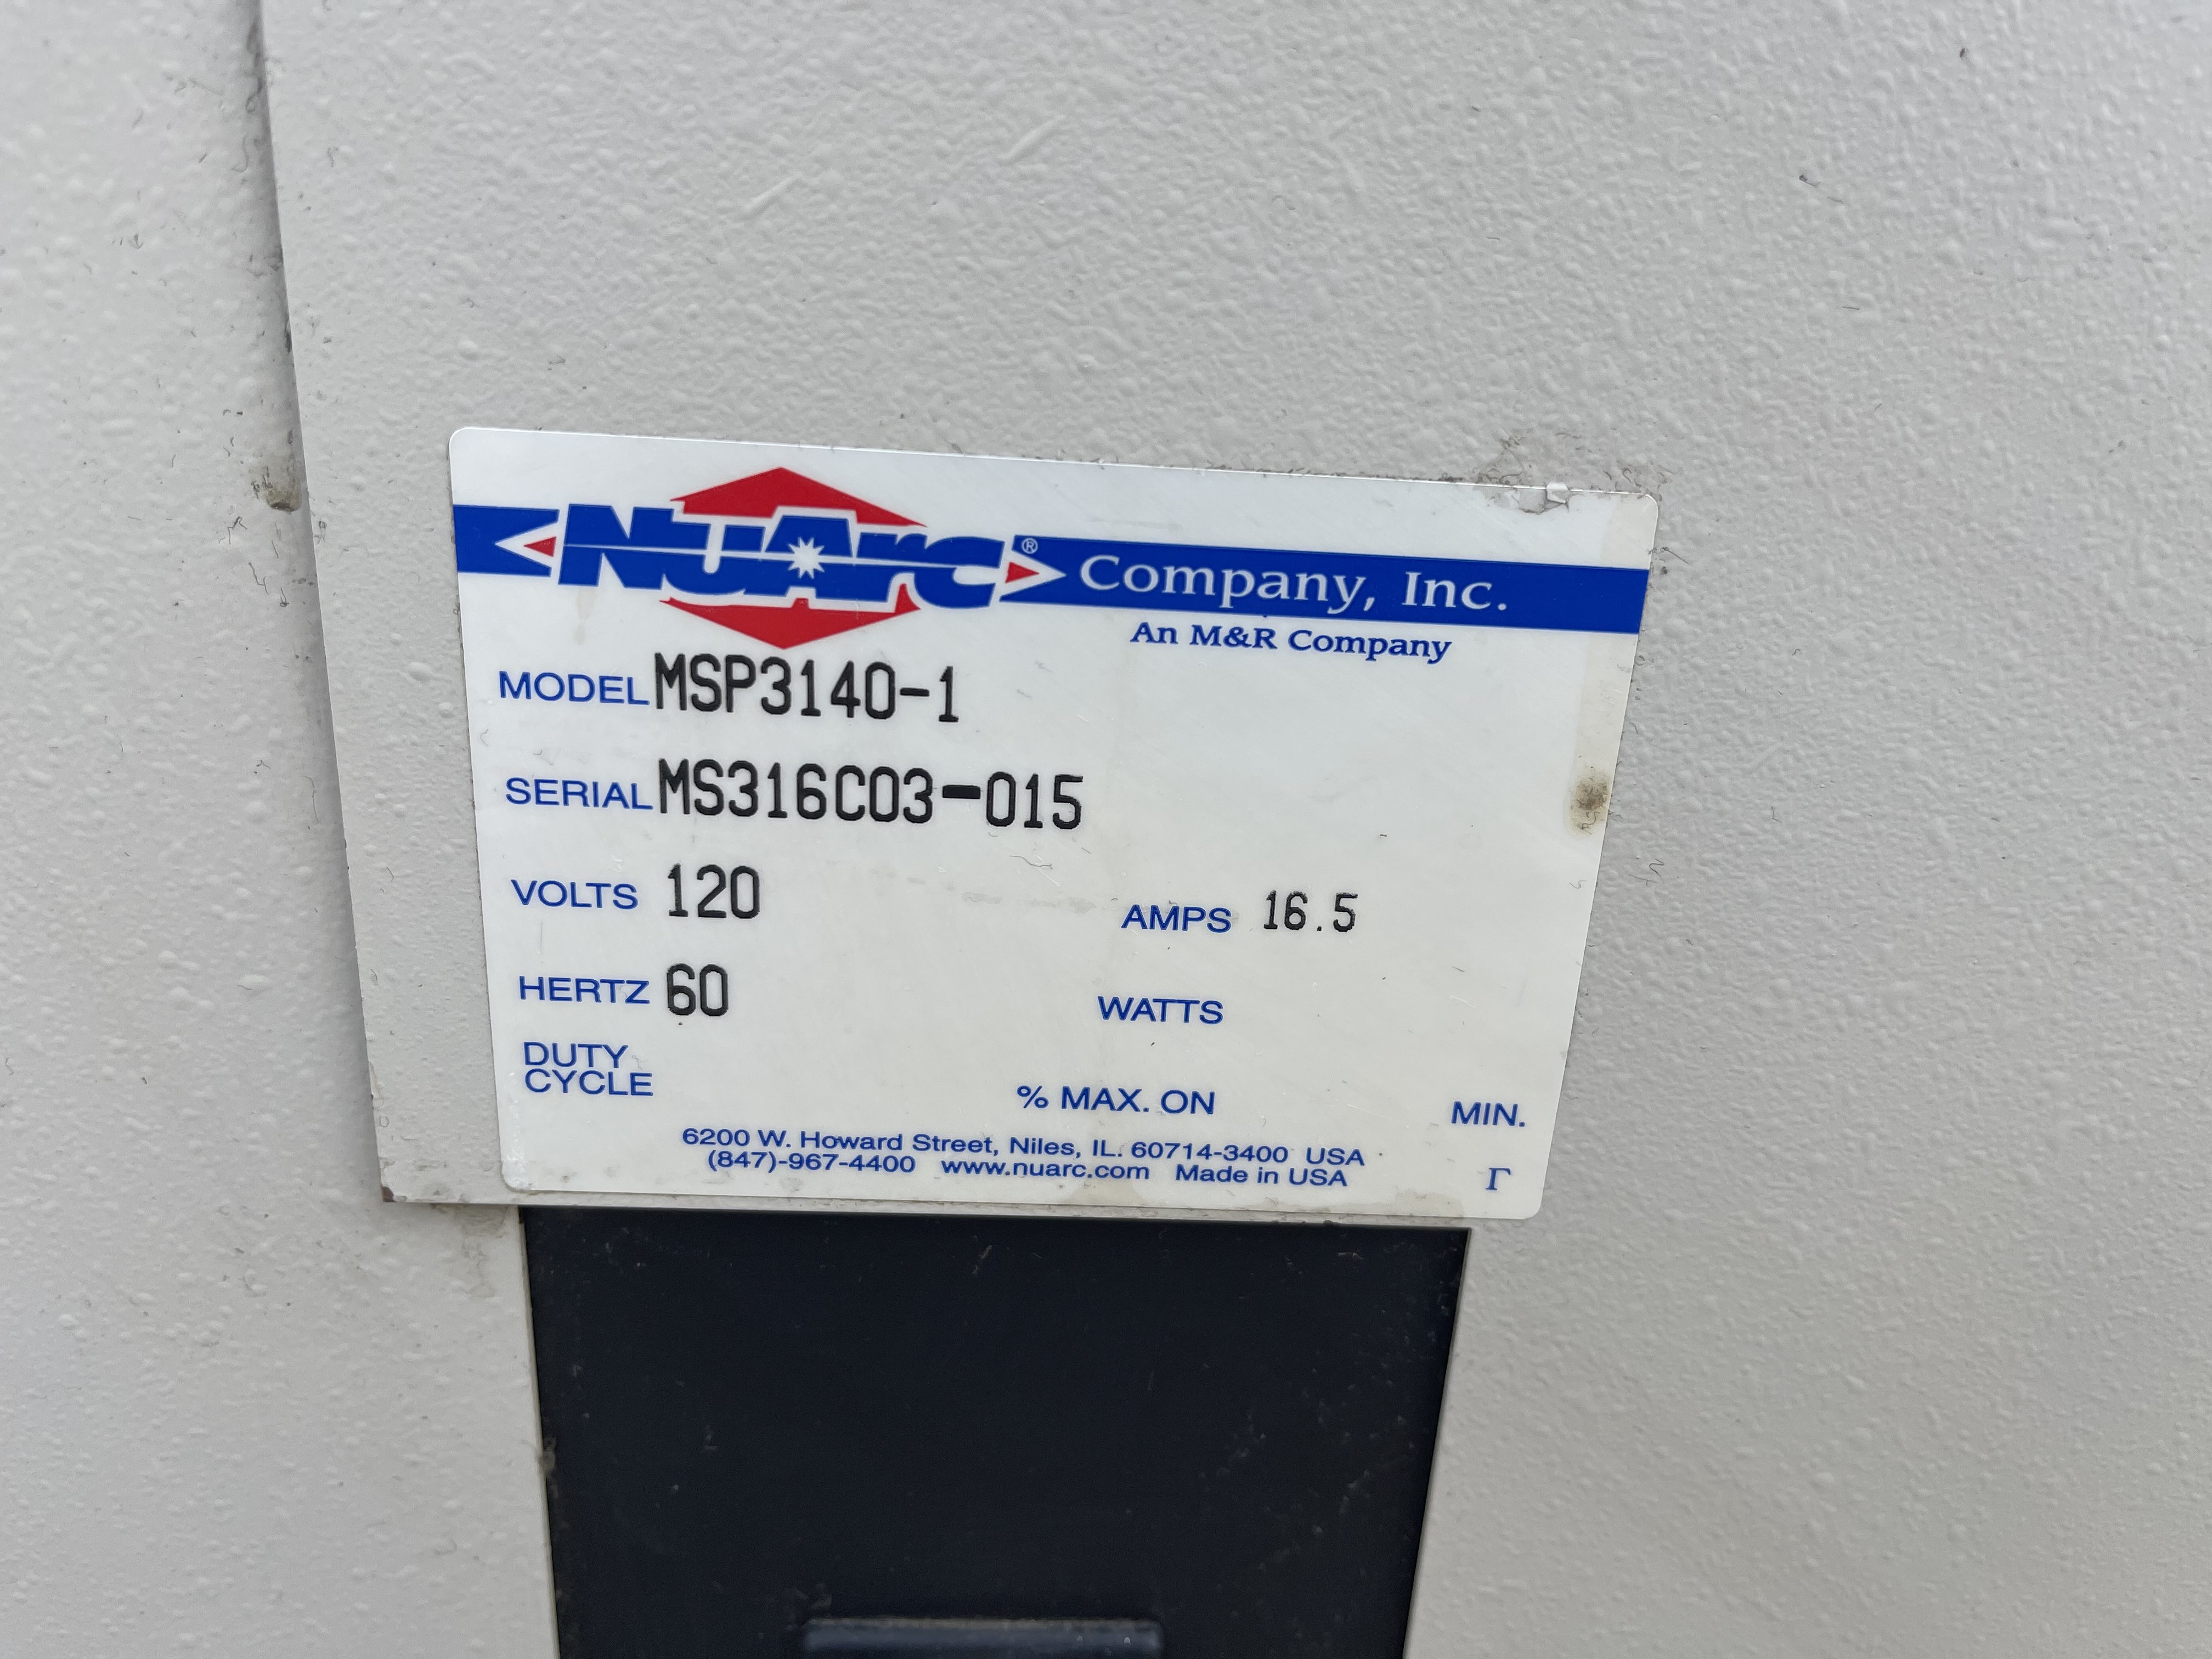 NuArc® Company, Inc.
An M&R Company
MODEL MSP3140-1
SERIAL MS316C03-015
VOLTS 120 AMPS 16.5
HERTZ 60 WATTS
DUTY
CYCLE % MAX. ON MIN.
6200 W. Howard Street, Niles, IL. 60714-3400 USA
(847)-967-4400 www.nuarc.com Made in USA Γ